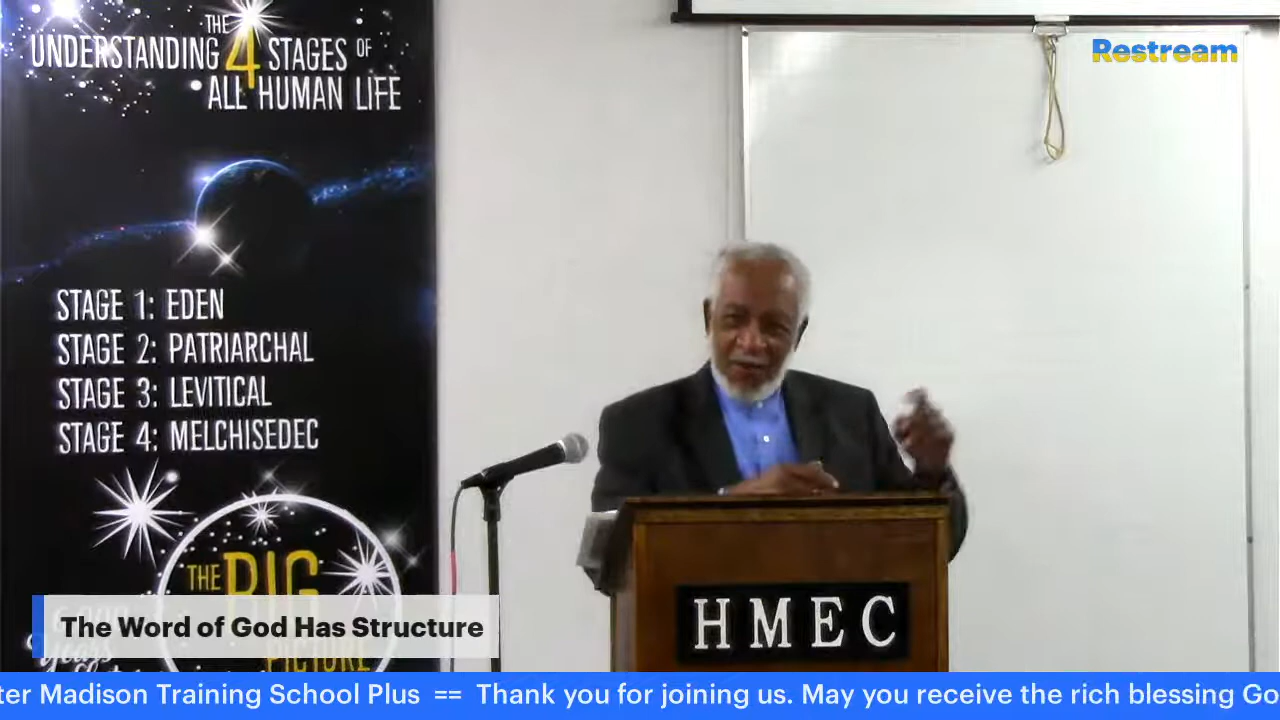 THE
UNDERSTANDING 4 STAGES OF
ALL HUMAN LIFE
Restream
STAGE 1: EDEN
STAGE 2: PATRIARCHAL
STAGE 3: LEVITICAL
STAGE 4: MELCHISEDEC
THE BIG
PICTURE
Years
HMEC
The Word of God Has Structure
ter Madison Training School Plus == Thank you for joining us. May you receive the rich blessing Go